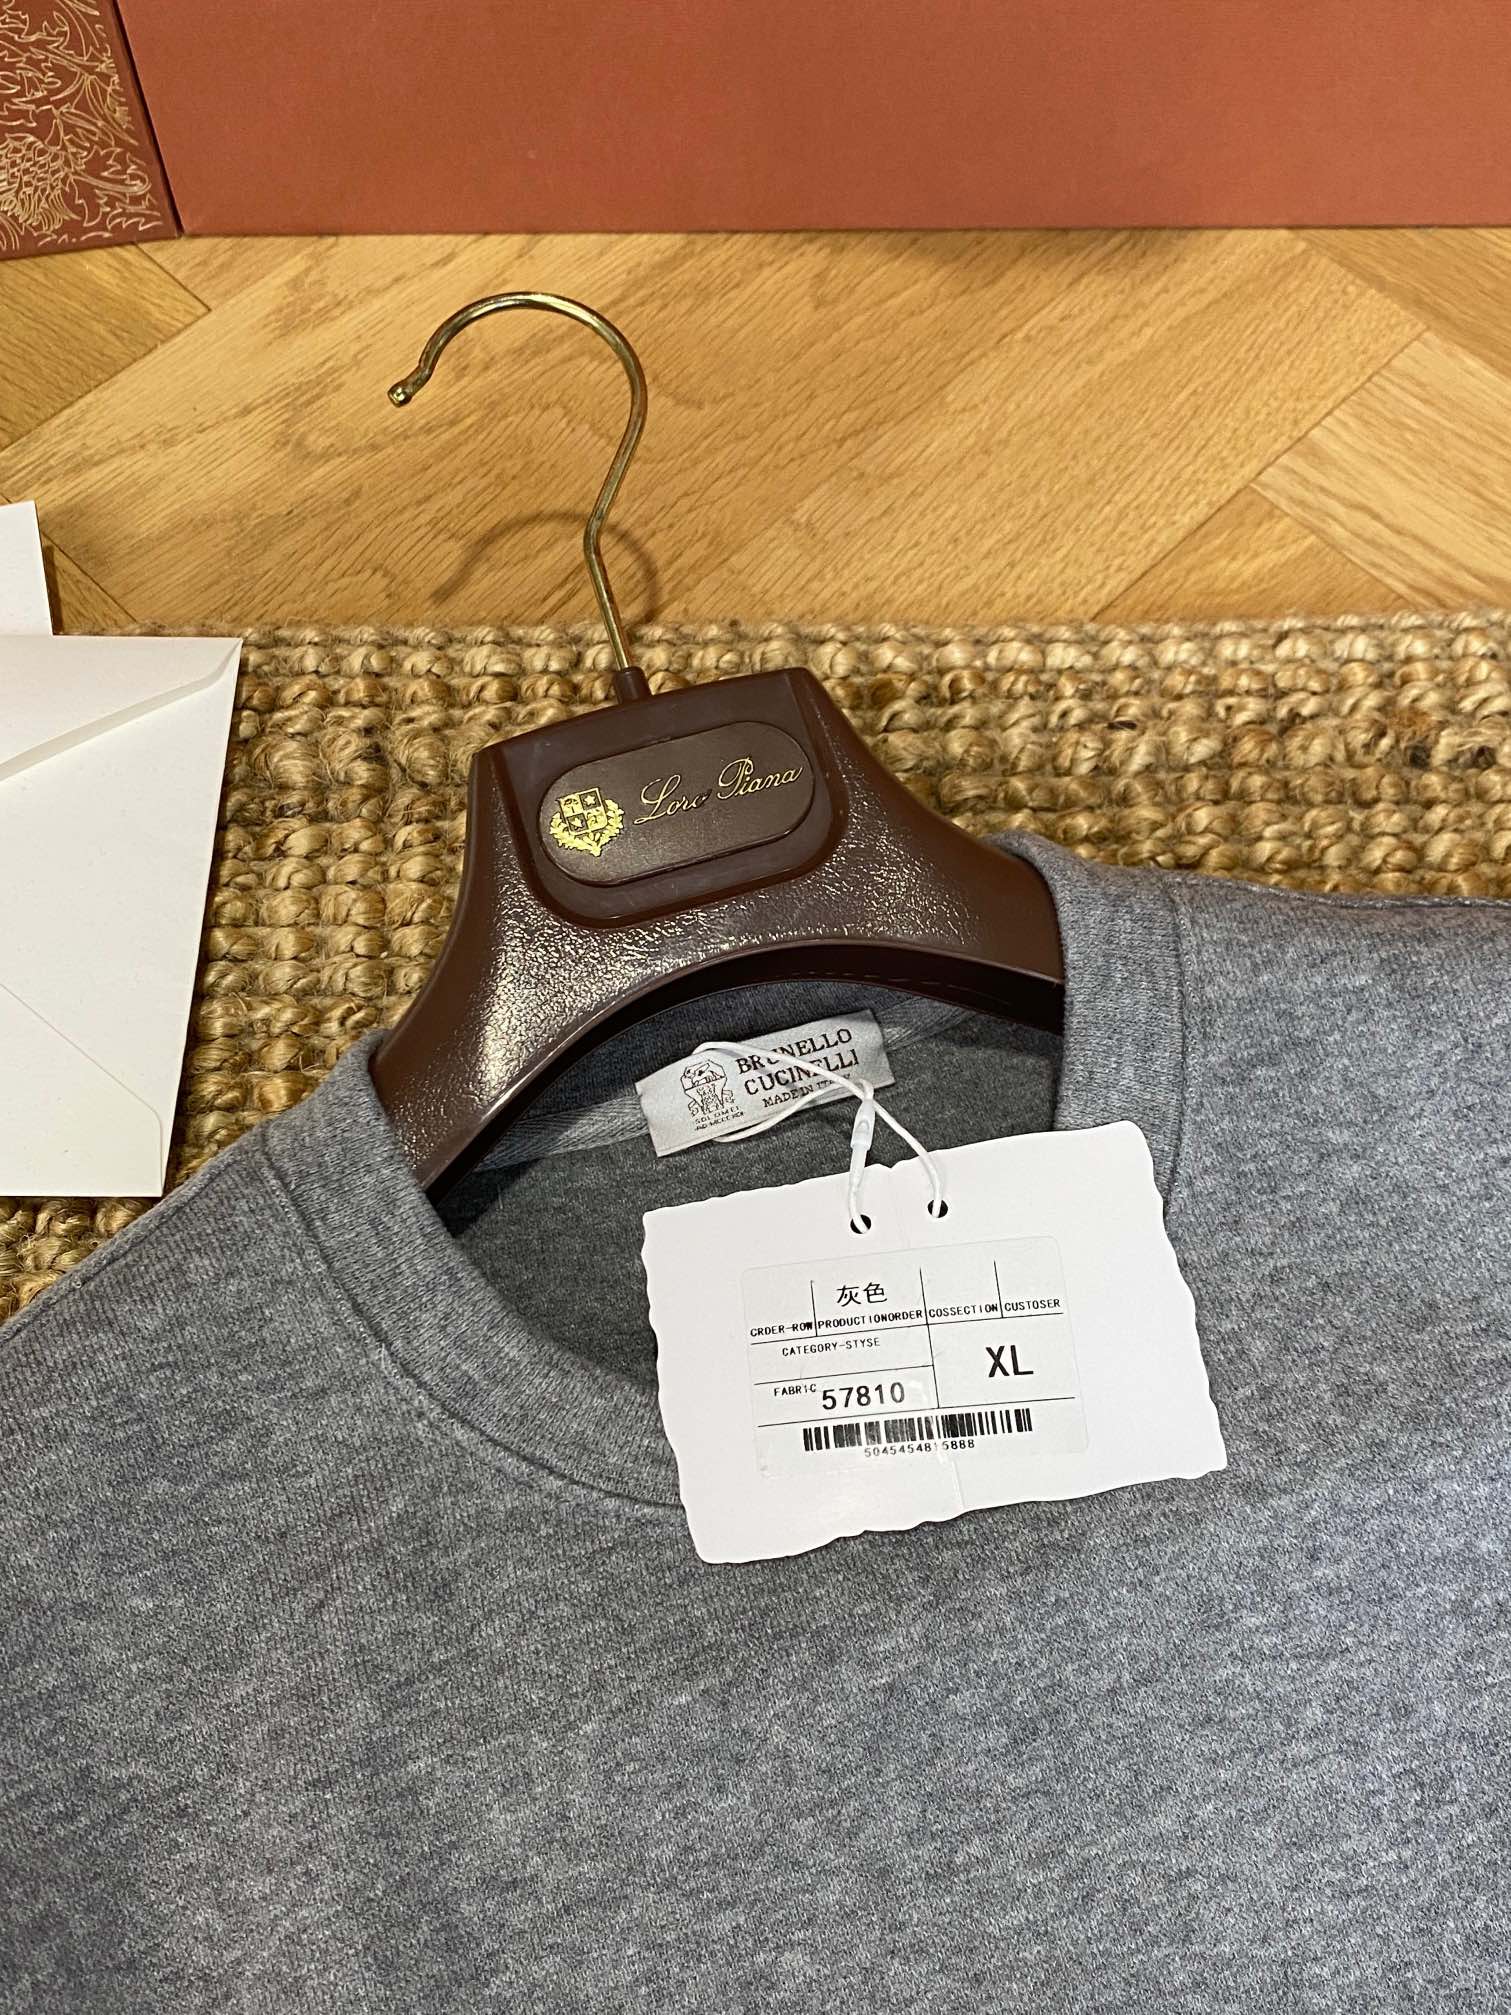 Loro Piana
BRUNELLO
CUCINELLI
MADE IN ITALY
SOLOMEI
灰色
CRDER-ROW PRODUCTIONORDER COSSECTION CUSTOSER
CATEGORY-STYSE
XL
FABRIC 57810
5045454815888